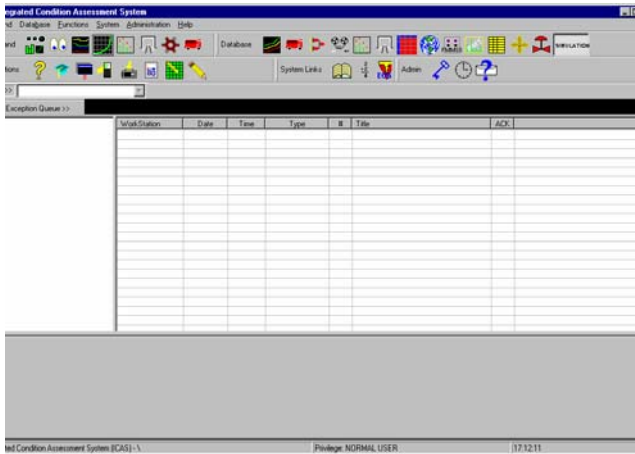 egrated Condition Assessment System
nd Database Functions System Administration Help
and Database SIMULATION
tions System Links Admin
>>
Exception Queue >>
WorkStation Date Time Type # Title ACK
ted Condition Assessment System (ICAS) - \ Privilege: NORMAL USER 17:12:11